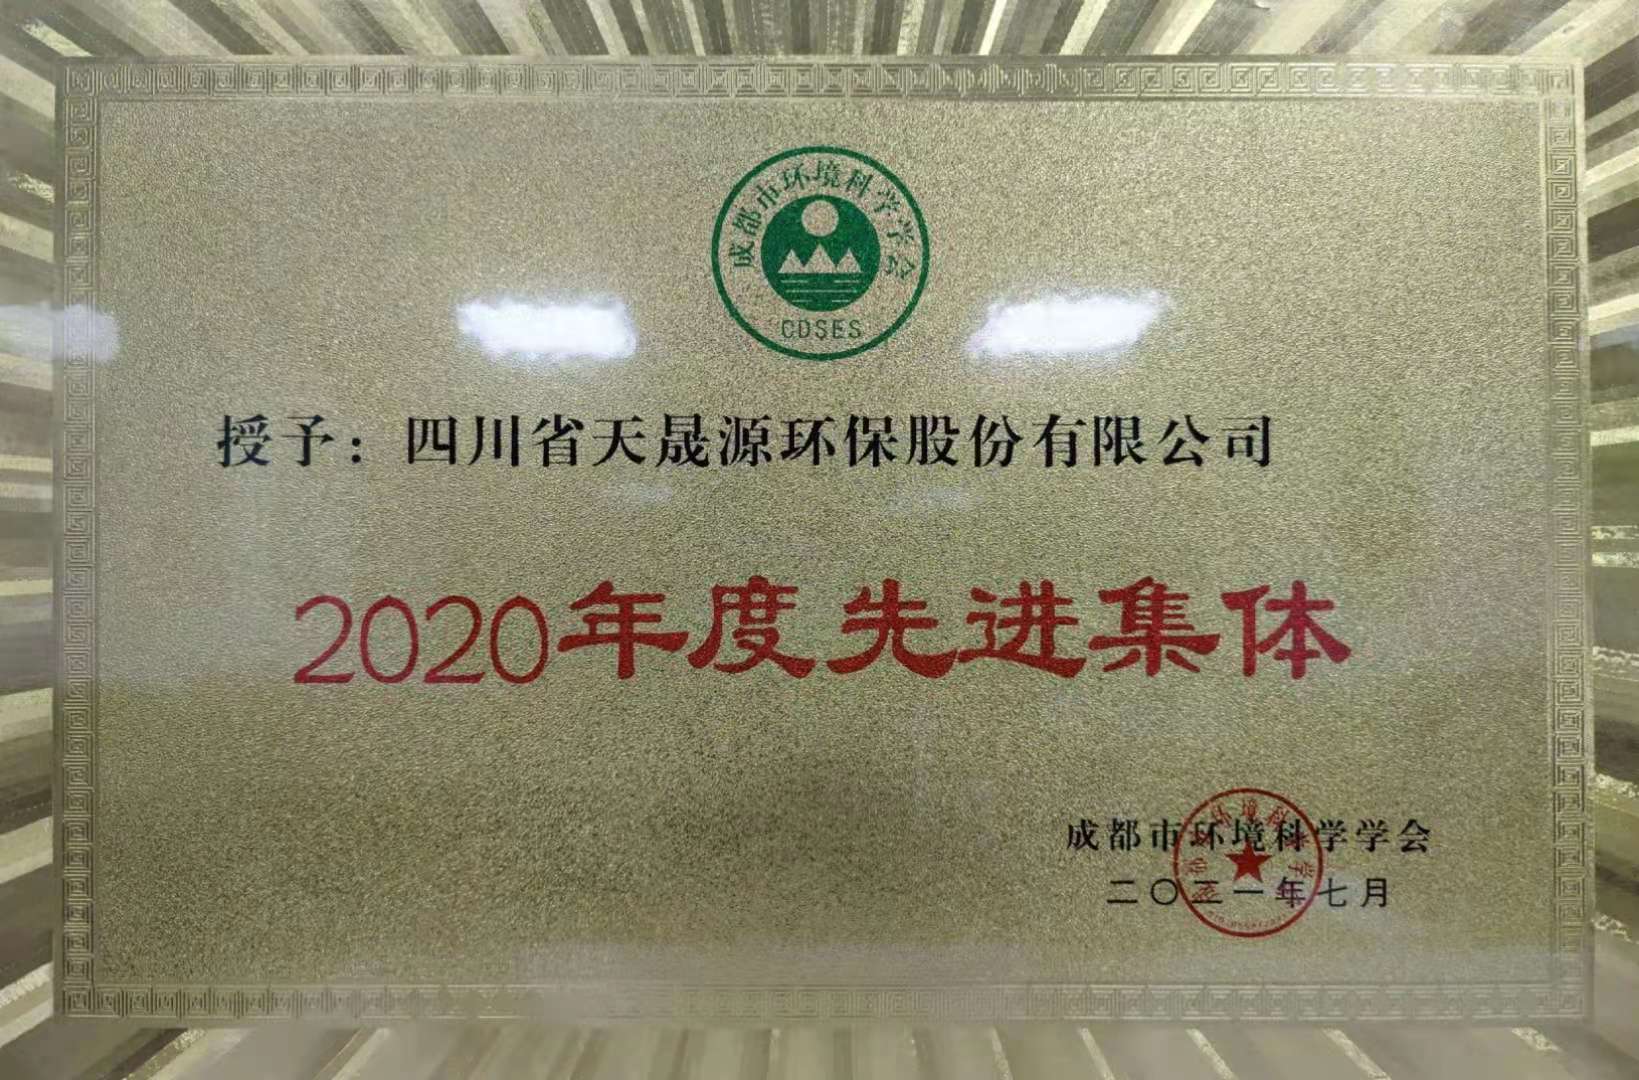 成都市环境科学学会
CDSES
授予：四川省天晟源环保股份有限公司
2020年度先进集体
成都市环境科学学会
二〇二一年七月